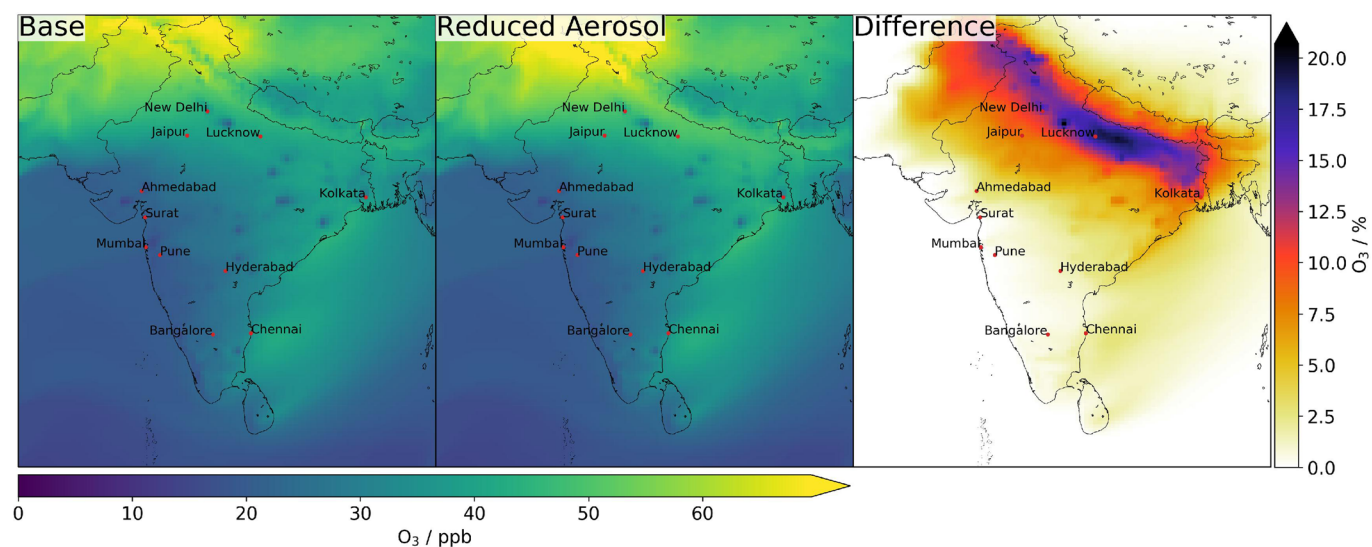 Base
New Delhi
Jaipur
Lucknow
Ahmedabad
Kolkata
Surat
Mumbai
Pune
Hyderabad
Bangalore
Chennai
Reduced Aerosol
New Delhi
Jaipur
Lucknow
Ahmedabad
Kolkata
Surat
Mumbai
Pune
Hyderabad
Bangalore
Chennai
Difference
New Delhi
Jaipur
Lucknow
Ahmedabad
Kolkata
Surat
Mumbai
Pune
Hyderabad
Bangalore
Chennai
20.0
17.5
15.0
12.5
10.0
7.5
5.0
2.5
0.0
O₃ / %
0 10 20 30 40 50 60
O₃ / ppb